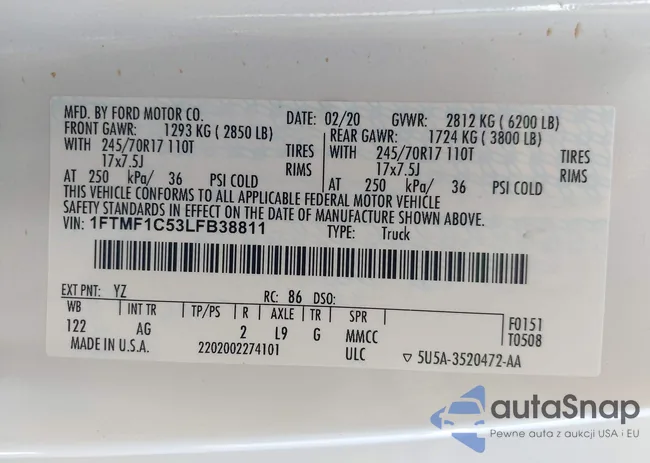 MFD. BY FORD MOTOR CO. DATE: 02/20 GVWR: 2812 KG ( 6200 LB)
FRONT GAWR: 1293 KG ( 2850 LB) REAR GAWR: 1724 KG ( 3800 LB)
WITH 245/70R17 110T TIRES WITH 245/70R17 110T TIRES
17x7.5J RIMS 17x7.5J RIMS
AT 250 kPa/ 36 PSI COLD AT 250 kPa/ 36 PSI COLD
THIS VEHICLE CONFORMS TO ALL APPLICABLE FEDERAL MOTOR VEHICLE
SAFETY STANDARDS IN EFFECT ON THE DATE OF MANUFACTURE SHOWN ABOVE.
VIN: 1FTMF1C53LFB38811 TYPE: Truck
EXT PNT: YZ RC: 86 DSO:
WB INT TR TP/PS R AXLE TR SPR F0151
122 AG 2 L9 G MMCC T0508
MADE IN U.S.A. 2202002274101 ULC ▽ 5U5A-3520472-AA
autaSnap
Pewne auta z aukcji USA i EU